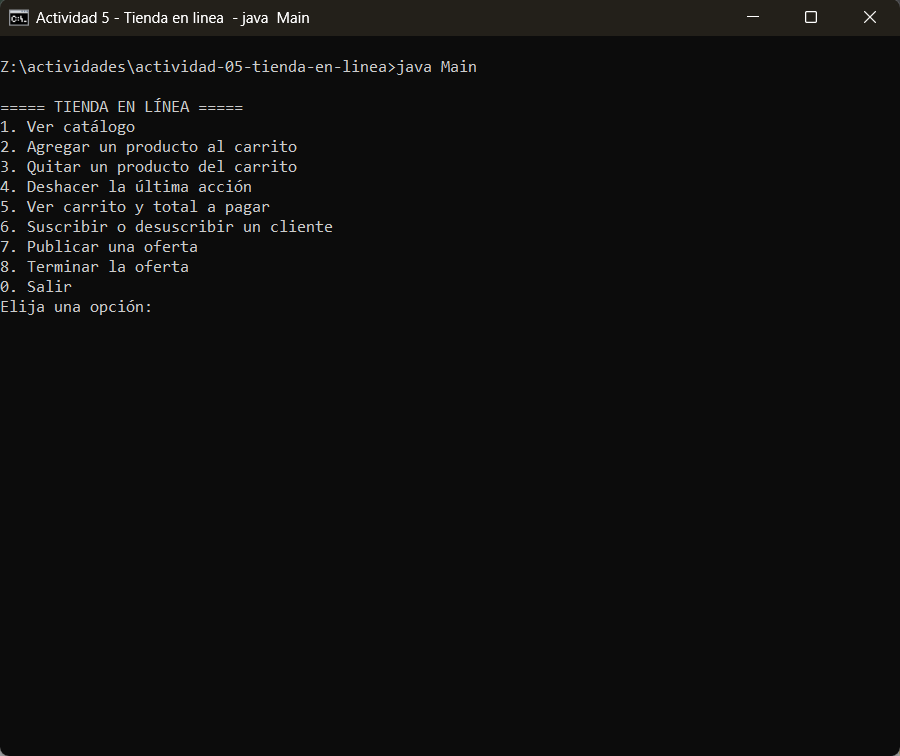 Actividad 5 - Tienda en linea  - java  Main
Z:\actividades\actividad-05-tienda-en-linea>java Main
===== TIENDA EN LÍNEA =====
1. Ver catálogo
2. Agregar un producto al carrito
3. Quitar un producto del carrito
4. Deshacer la última acción
5. Ver carrito y total a pagar
6. Suscribir o desuscribir un cliente
7. Publicar una oferta
8. Terminar la oferta
0. Salir
Elija una opción: